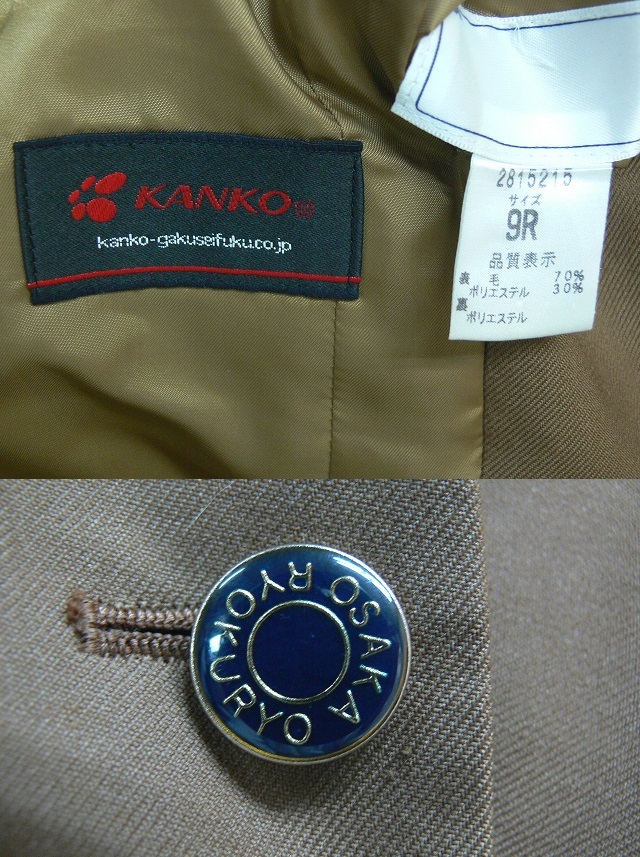 KANKO
kanko-gakuseifuku.co.jp
2815215
サイズ
9R
品質表示
表 毛 70%
ポリエステル 30%
裏
ポリエステル
OSAKA RYOKURYO